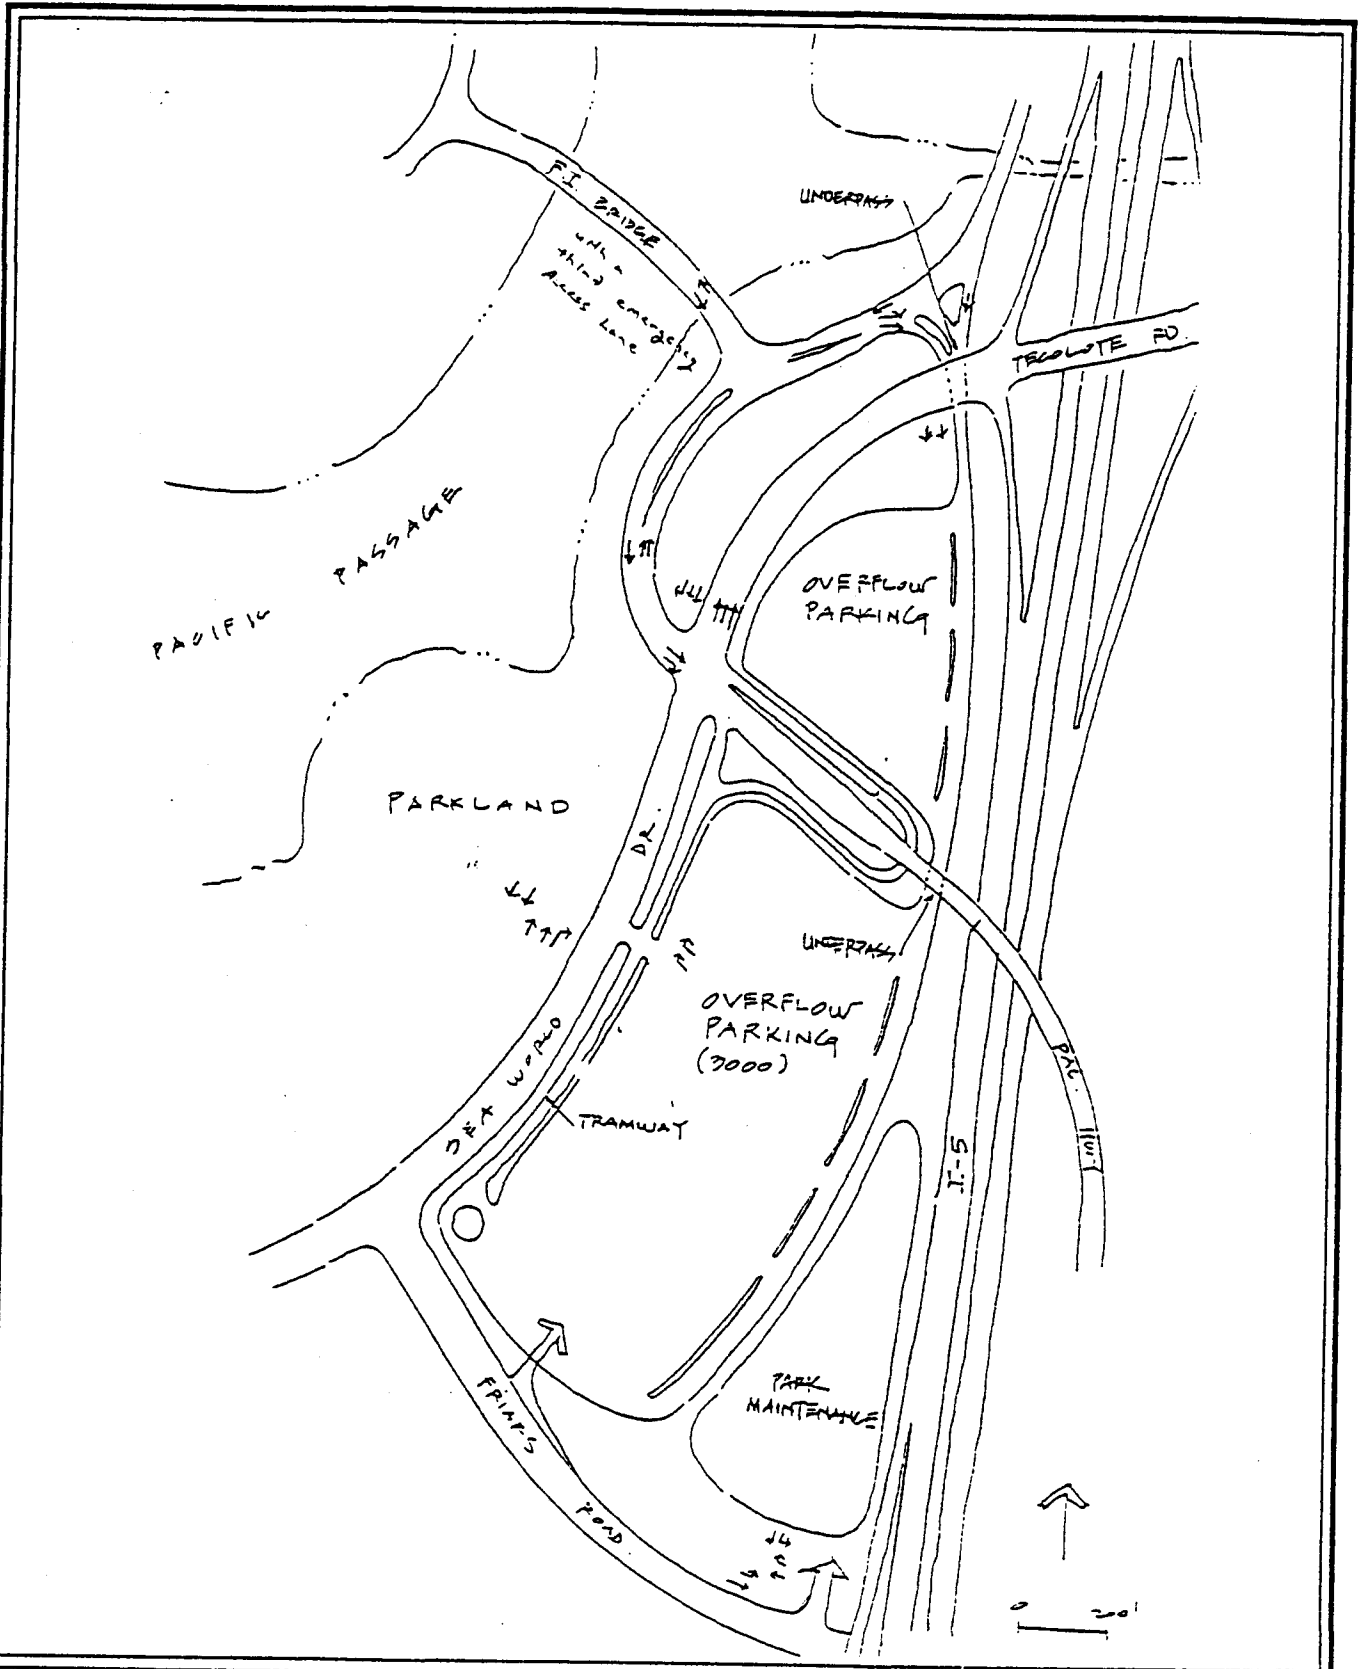 F.I. BRIDGE
with a
third emergency
Access Lane
UNDERPASS
TECOLOTE RD.
PACIFIC PASSAGE
OVERFLOW
PARKING
PARKLAND
SEA WORLD DR.
UNERPASS
OVERFLOW
PARKING
(3000)
TRAMWAY
PAC. HWY
I-5
PARK
MAINTENANCE
FRIARS ROAD
0 200'